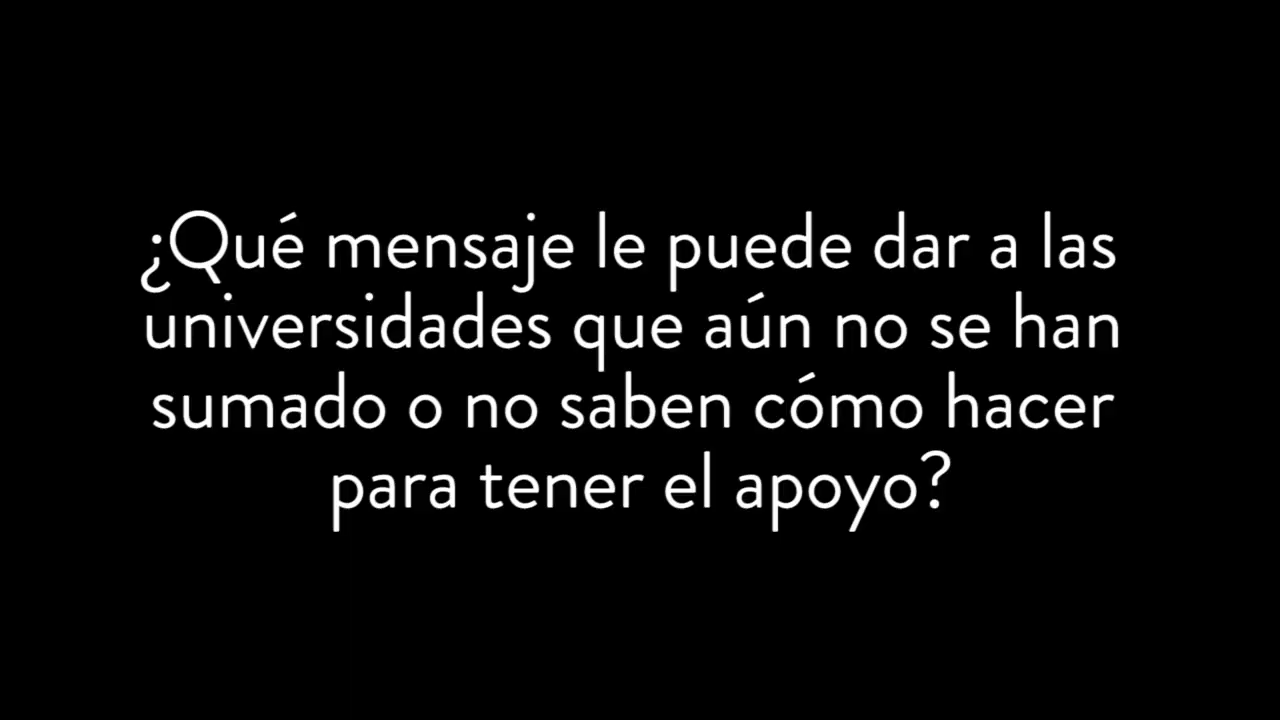 ¿Qué mensaje le puede dar a las
universidades que aún no se han
sumado o no saben cómo hacer
para tener el apoyo?